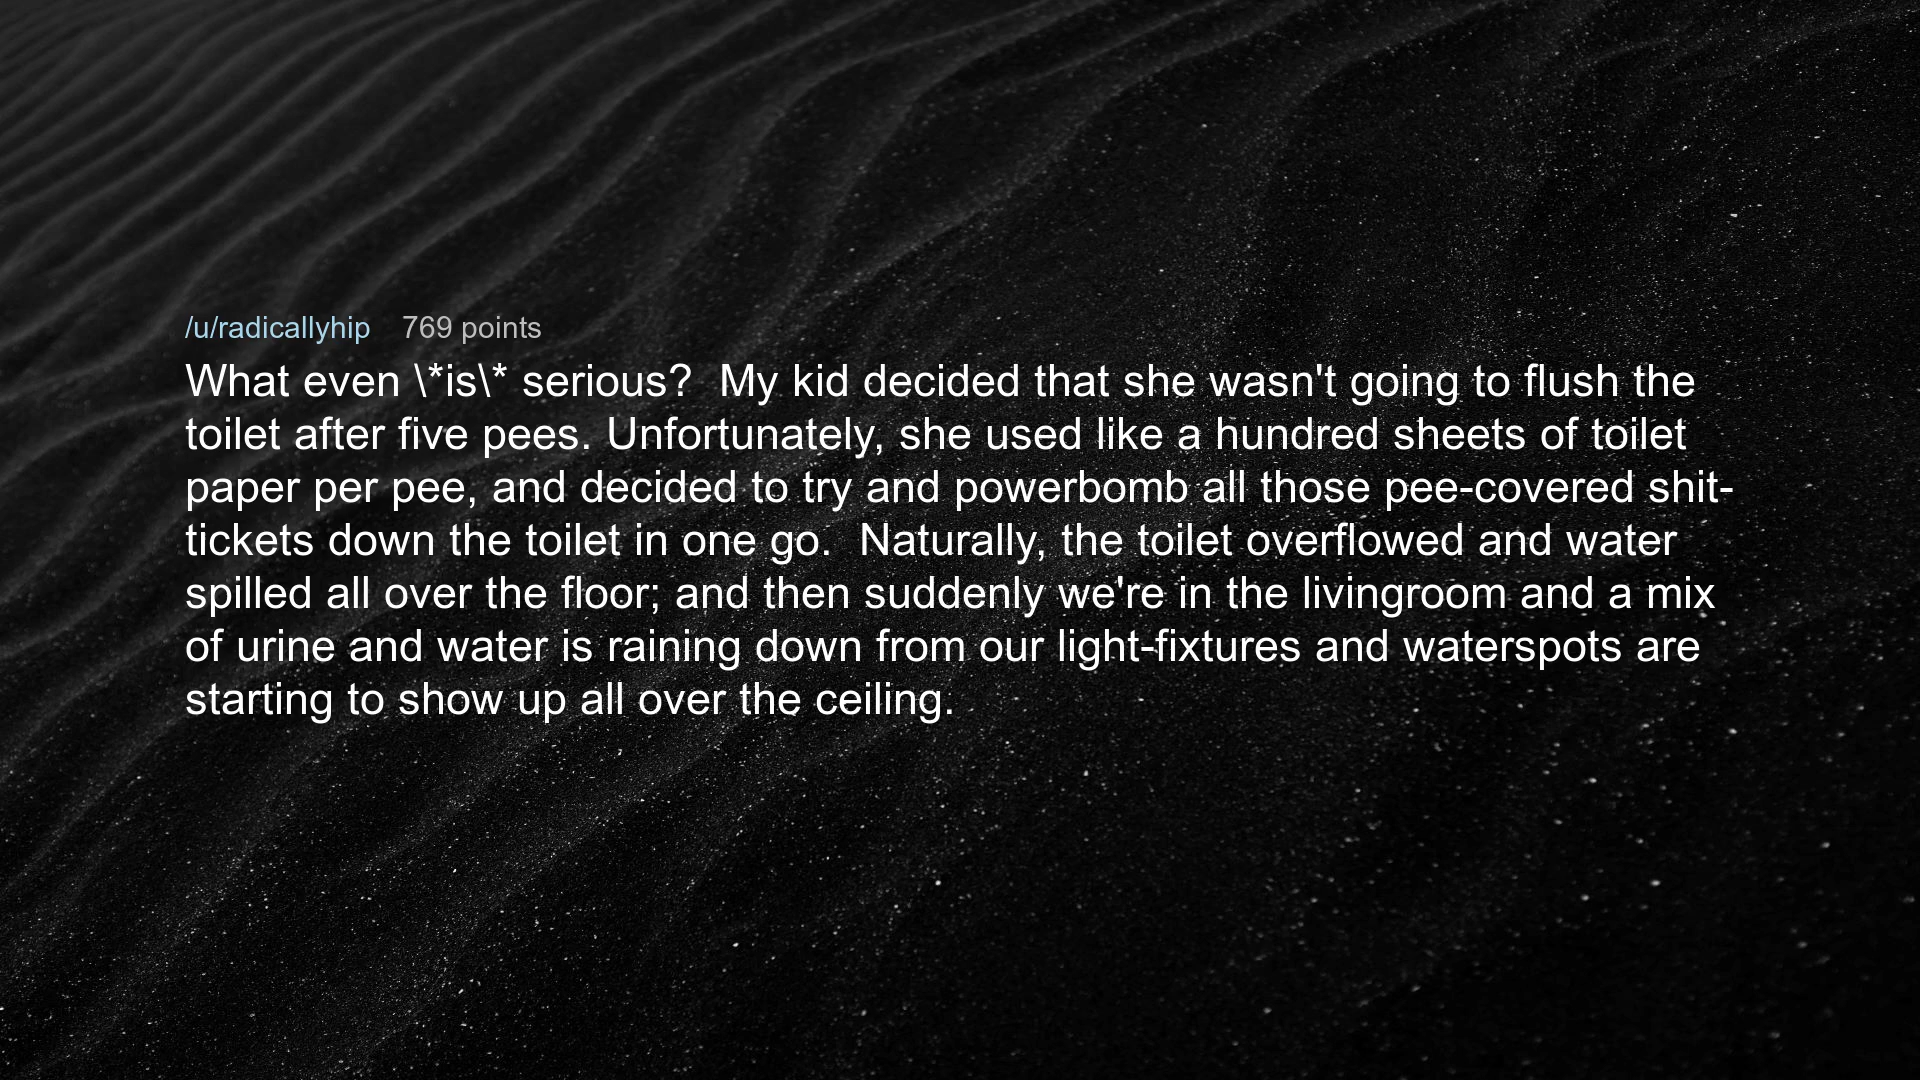 /u/radicallyhip 769 points
What even \*is\* serious?  My kid decided that she wasn't going to flush the
toilet after five pees. Unfortunately, she used like a hundred sheets of toilet
paper per pee, and decided to try and powerbomb all those pee-covered shit-
tickets down the toilet in one go.  Naturally, the toilet overflowed and water
spilled all over the floor; and then suddenly we're in the livingroom and a mix
of urine and water is raining down from our light-fixtures and waterspots are
starting to show up all over the ceiling.